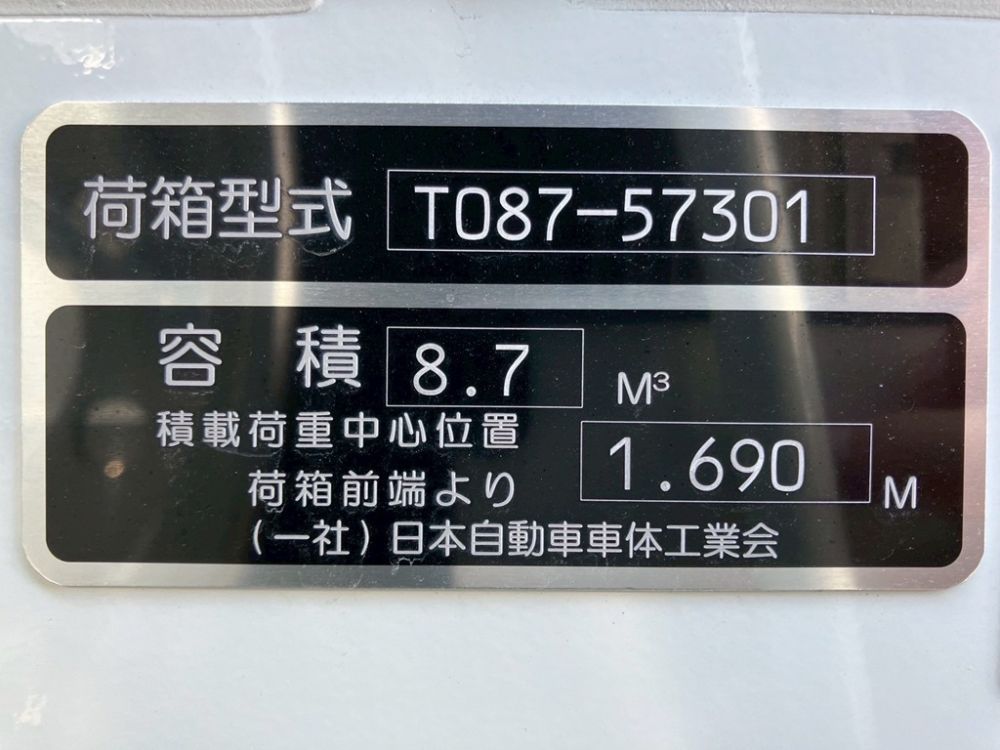 荷箱型式 T087-57301
容積 8.7 M³
積載荷重中心位置
荷箱前端より 1.690 M
(一社)日本自動車車体工業会